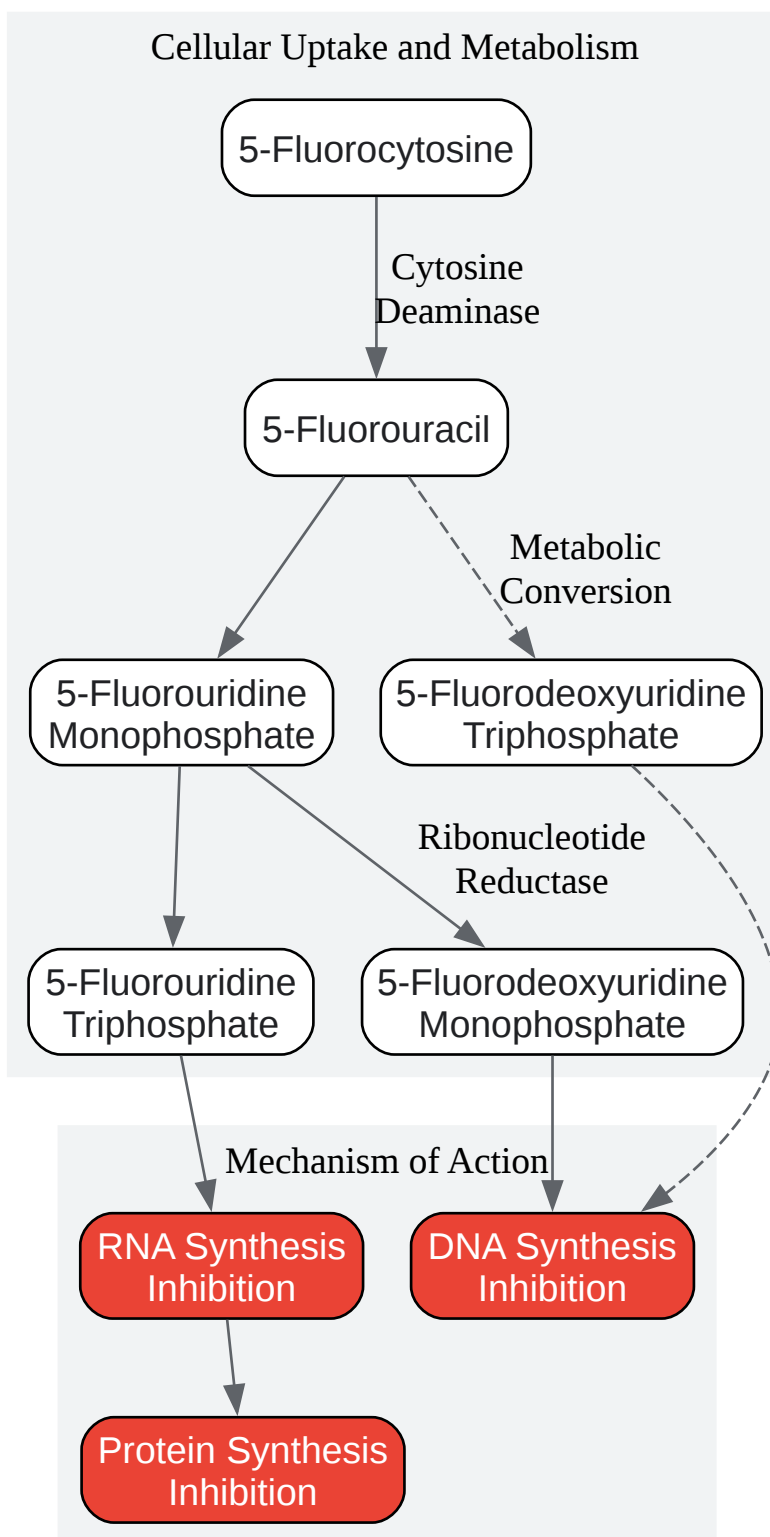 Cellular Uptake and Metabolism
5-Fluorocytosine
Cytosine
Deaminase
5-Fluorouracil
Metabolic
Conversion
5-Fluorouridine
Monophosphate
5-Fluorodeoxyuridine
Triphosphate
Ribonucleotide
Reductase
5-Fluorouridine
Triphosphate
5-Fluorodeoxyuridine
Monophosphate
Mechanism of Action
RNA Synthesis
Inhibition
DNA Synthesis
Inhibition
Protein Synthesis
Inhibition